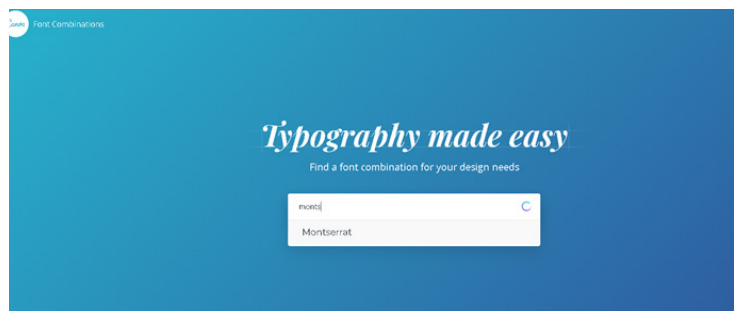 Font Combinations
Typography made easy
Find a font combination for your design needs
monts
Montserrat